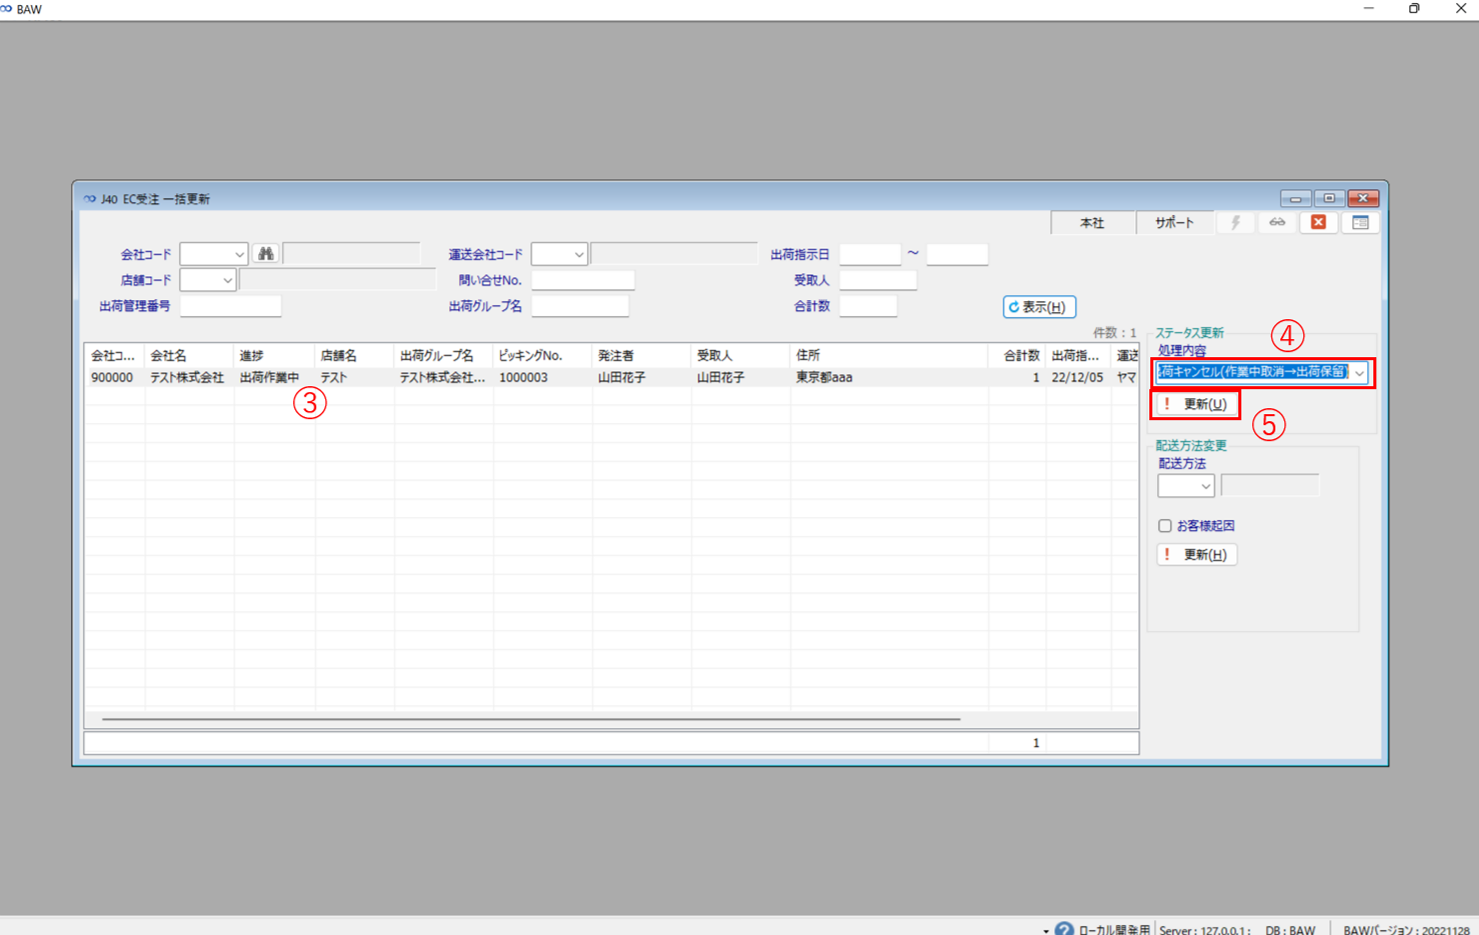 BAW
J40 EC受注 一括更新
本社 サポート
会社コード 運送会社コード 出荷指示日 ～
店舗コード 問い合せNo. 受取人
出荷管理番号 出荷グループ名 合計数 表示(H)
件数 : 1
会社コ... 会社名 進捗 店舗名 出荷グループ名 ピッキングNo. 発注者 受取人 住所 合計数 出荷指... 運送
900000 テスト株式会社 出荷作業中 テスト テスト株式会社... 1000003 山田花子 山田花子 東京都aaa 1 22/12/05 ヤマ
③
1
ステータス更新
④
処理内容
荷キャンセル(作業中取消→出荷保留)
! 更新(U)
⑤
配送方法変更
配送方法
お客様起因
! 更新(H)
? ローカル開発用 Server : 127.0.0.1 : DB : BAW BAWバージョン : 20221128